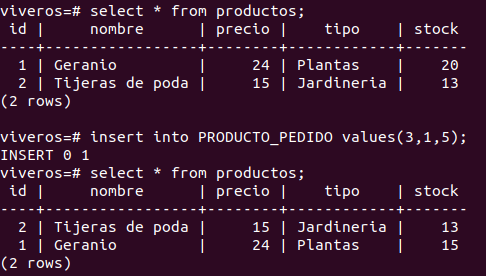 viveros=# select * from productos;
 id |      nombre      | precio |    tipo    | stock
----+------------------+--------+------------+-------
  1 | Geranio          |     24 | Plantas    |    20
  2 | Tijeras de poda  |     15 | Jardineria |    13
(2 rows)
viveros=# insert into PRODUCTO_PEDIDO values(3,1,5);
INSERT 0 1
viveros=# select * from productos;
 id |      nombre      | precio |    tipo    | stock
----+------------------+--------+------------+-------
  2 | Tijeras de poda  |     15 | Jardineria |    13
  1 | Geranio          |     24 | Plantas    |    15
(2 rows)